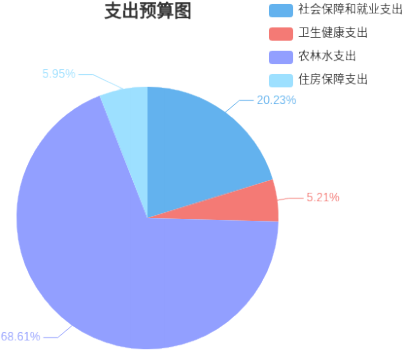 支出预算图
社会保障和就业支出
卫生健康支出
农林水支出
住房保障支出
5.95%
20.23%
5.21%
68.61%